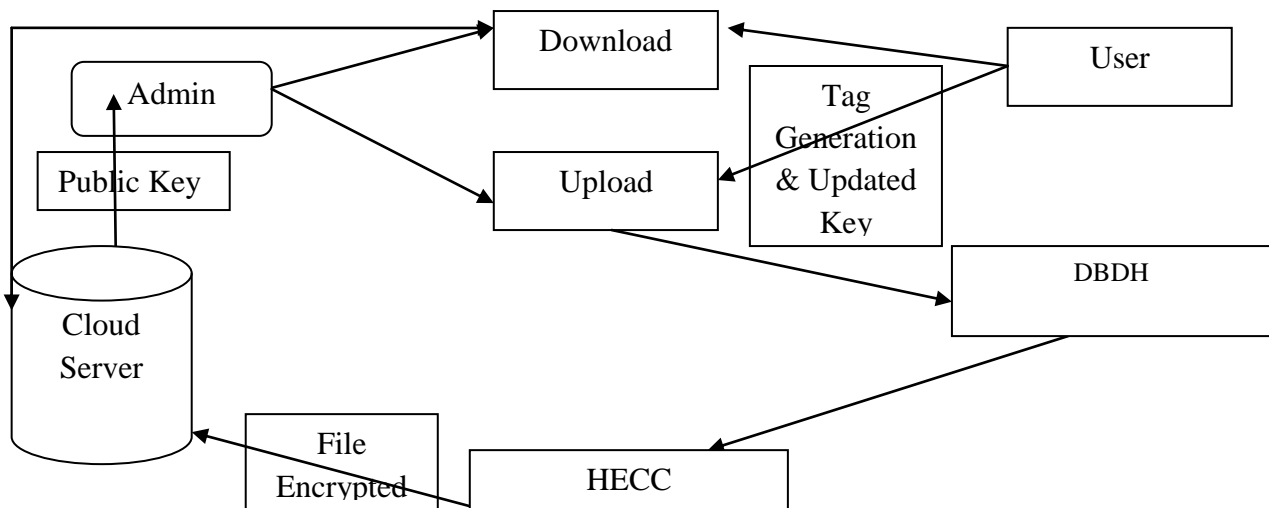 Download
User
Admin
Tag
Generation
& Updated
Key
Public Key
Upload
DBDH
Cloud
Server
File
Encrypted
HECC